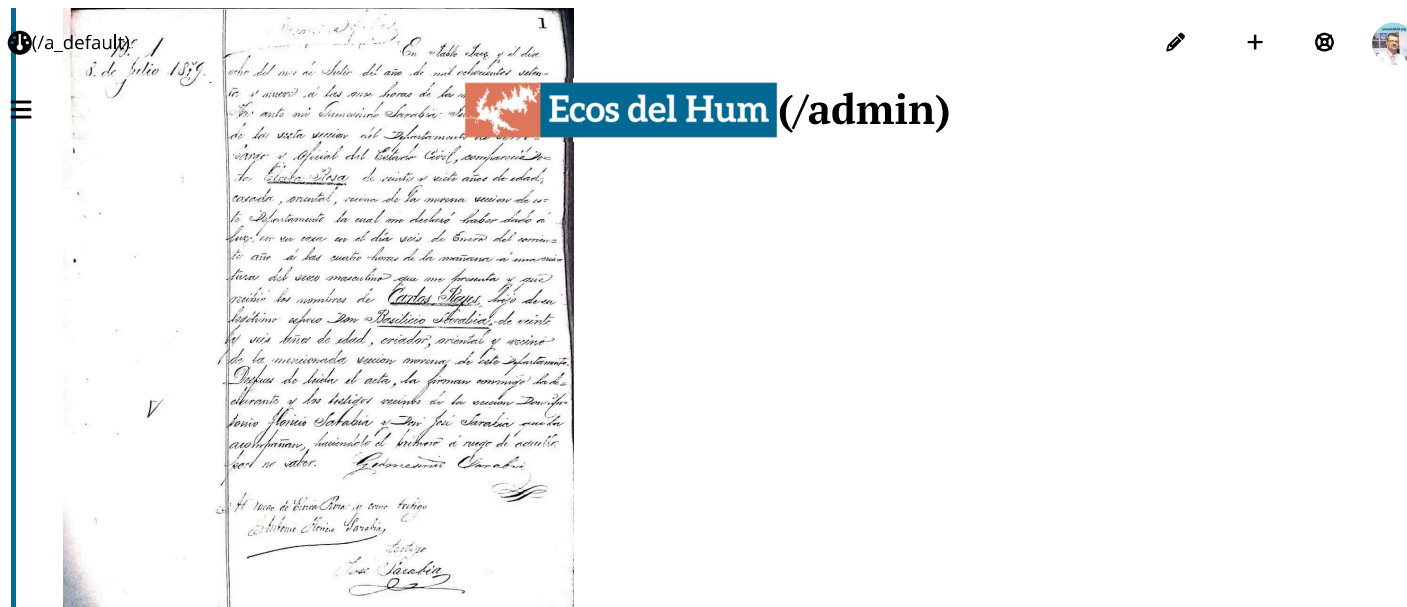 (/a_default)
Ecos del Hum (/admin)
1
Nº 1
8. de Julio 1879.
En Pablo Paez, y el dia
ocho del mes de Julio del año de mil ochocientos seten-
ta y nueve á las once horas de la
ante mi Gumersindo Sarabia
de la sexta seccion del Departamento de Cerro-
Largo y Oficial del Estado Civil, compareció Do-
ña Elvira Rosa de veinte y siete años de edad,
casada, oriental, vecina de la novena seccion de es-
te Departamento la cual me declaró haber dado á
luz en su casa en el día seis de Enero del corrien-
te año á las cuatro horas de la mañana á una cria-
tura del sexo masculino que me presenta y que
recibió los nombres de Carlos Reyes, hijo de su
legítimo esposo Don Basilicio Sarabia, de veinte
y seis años de edad, criador, oriental y vecino
de la mencionada seccion novena de este Departamento.
Despues de leida el acta, la firman conmigo la de-
clarante y los testigos vecinos de la seccion Don An-
tonio Floricio Sarabia y Don José Sarabia que la
acompañan, haciendolo el primero á ruego de aquella
por no saber. Gumersindo Sarabia
A ruego de Elvira Rosa y como testigo
Antonio Floricio Sarabia
testigo
José Sarabia